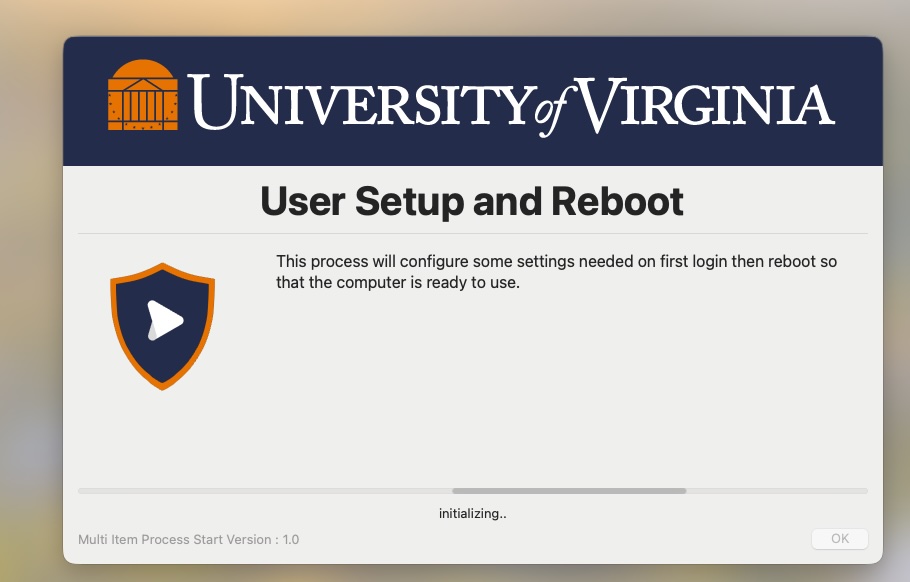 UNIVERSITY of VIRGINIA
User Setup and Reboot
This process will configure some settings needed on first login then reboot so
that the computer is ready to use.
initializing..
Multi Item Process Start Version : 1.0
OK